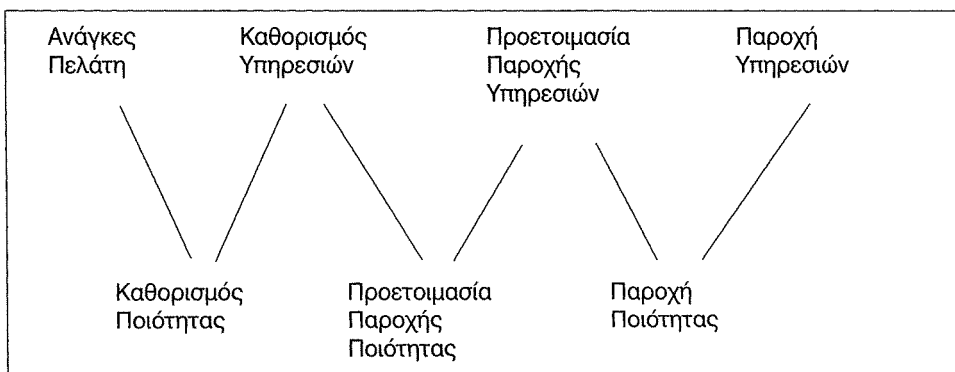 Ανάγκες
Πελάτη
Καθορισμός
Υπηρεσιών
Προετοιμασία
Παροχής
Υπηρεσιών
Παροχή
Υπηρεσιών
Καθορισμός
Ποιότητας
Προετοιμασία
Παροχής
Ποιότητας
Παροχή
Ποιότητας